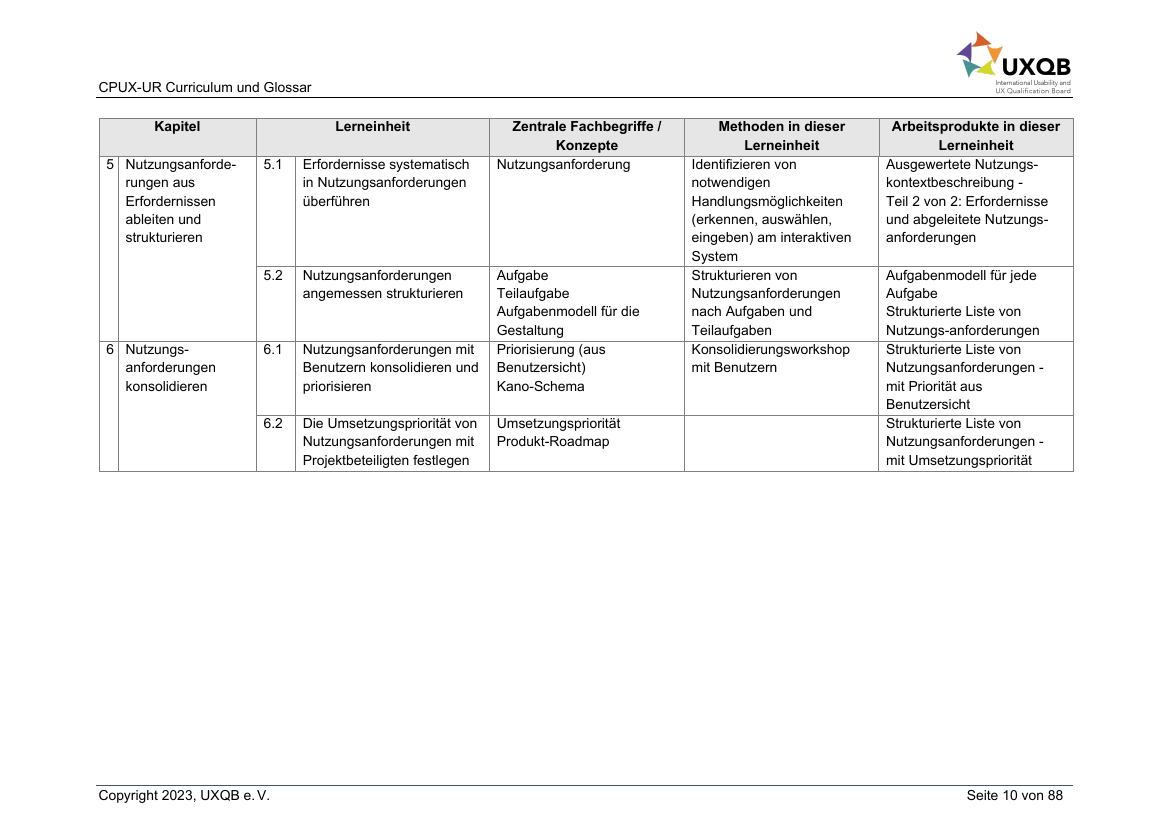 UXQB
International Usability and
UX Qualification Board
CPUX-UR Curriculum und Glossar
Kapitel
Lerneinheit
Zentrale Fachbegriffe /
Konzepte
Methoden in dieser
Lerneinheit
Arbeitsprodukte in dieser
Lerneinheit
5
Nutzungsanforde-
rungen aus
Erfordernissen
ableiten und
strukturieren
5.1
Erfordernisse systematisch
in Nutzungsanforderungen
überführen
Nutzungsanforderung
Identifizieren von
notwendigen
Handlungsmöglichkeiten
(erkennen, auswählen,
eingeben) am interaktiven
System
Ausgewertete Nutzungs-
kontextbeschreibung -
Teil 2 von 2: Erfordernisse
und abgeleitete Nutzungs-
anforderungen
5.2
Nutzungsanforderungen
angemessen strukturieren
Aufgabe
Teilaufgabe
Aufgabenmodell für die
Gestaltung
Strukturieren von
Nutzungsanforderungen
nach Aufgaben und
Teilaufgaben
Aufgabenmodell für jede
Aufgabe
Strukturierte Liste von
Nutzungs-anforderungen
6
Nutzungs-
anforderungen
konsolidieren
6.1
Nutzungsanforderungen mit
Benutzern konsolidieren und
priorisieren
Priorisierung (aus
Benutzersicht)
Kano-Schema
Konsolidierungsworkshop
mit Benutzern
Strukturierte Liste von
Nutzungsanforderungen -
mit Priorität aus
Benutzersicht
6.2
Die Umsetzungspriorität von
Nutzungsanforderungen mit
Projektbeteiligten festlegen
Umsetzungspriorität
Produkt-Roadmap
Strukturierte Liste von
Nutzungsanforderungen -
mit Umsetzungspriorität
Copyright 2023, UXQB e. V.
Seite 10 von 88